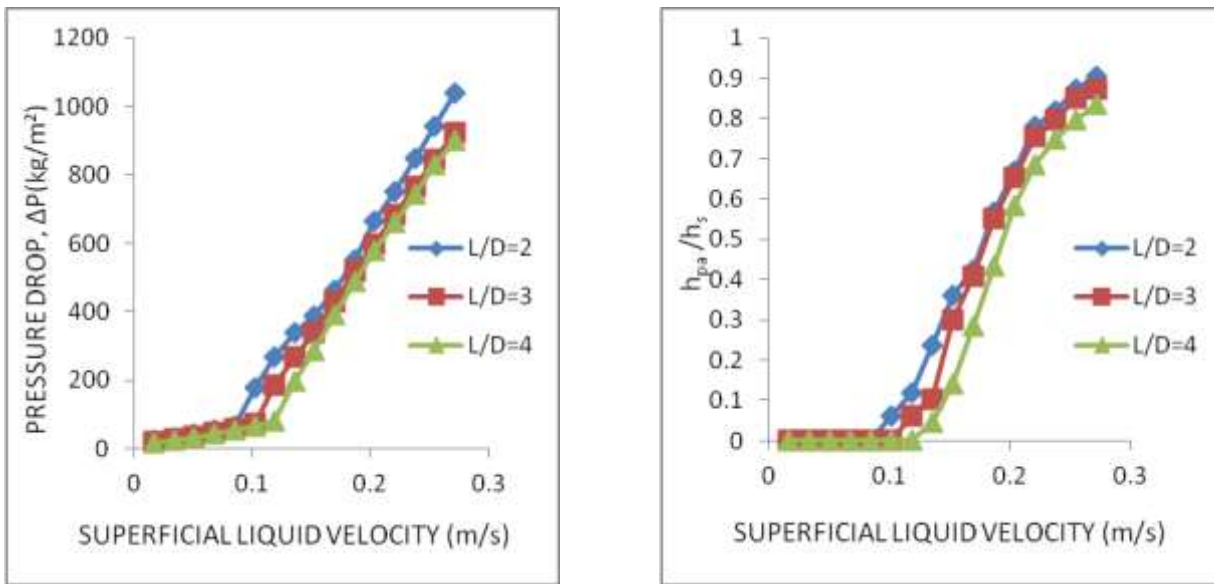 PRESSURE DROP, ΔP(kg/m²)
1200
1000
800
600
400
200
0
0 0.1 0.2 0.3
SUPERFICIAL LIQUID VELOCITY (m/s)
L/D=2
L/D=3
L/D=4
h_pa/h_s
1
0.9
0.8
0.7
0.6
0.5
0.4
0.3
0.2
0.1
0
0 0.1 0.2 0.3
SUPERFICIAL LIQUID VELOCITY (m/s)
L/D=2
L/D=3
L/D=4